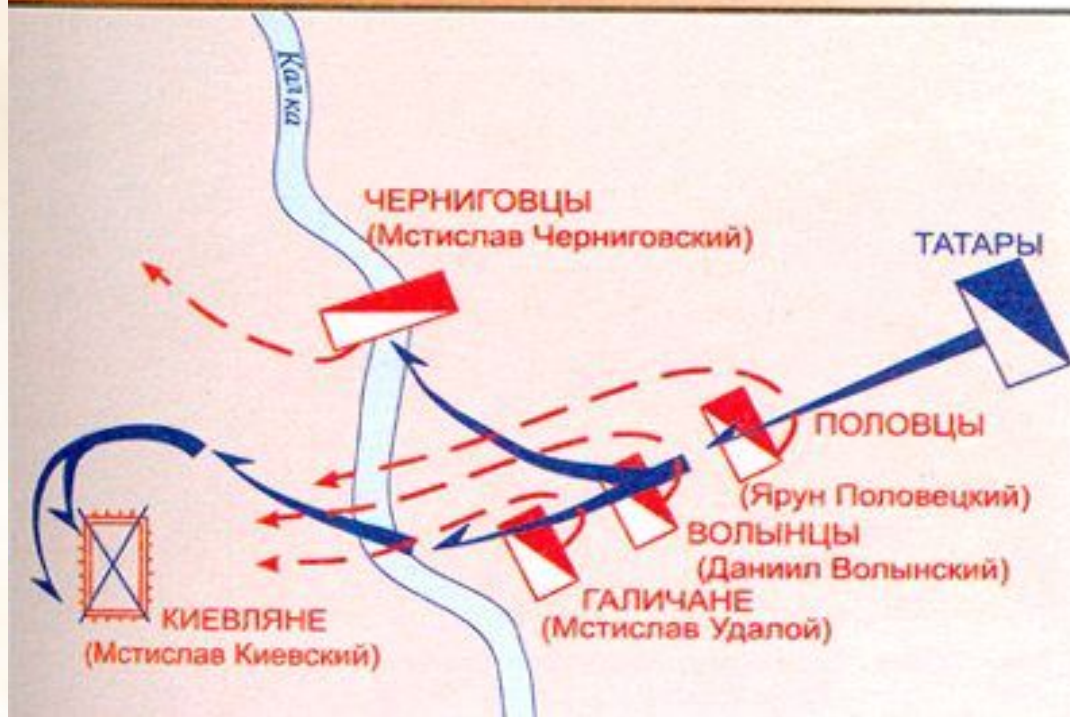 Калка
ЧЕРНИГОВЦЫ
(Мстислав Черниговский)
ТАТАРЫ
ПОЛОВЦЫ
(Ярун Половецкий)
ВОЛЫНЦЫ
(Даниил Волынский)
ГАЛИЧАНЕ
(Мстислав Удалой)
КИЕВЛЯНЕ
(Мстислав Киевский)